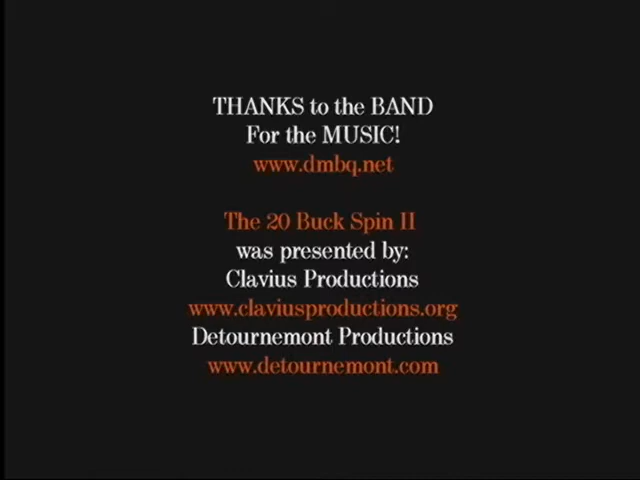 THANKS to the BAND
For the MUSIC!
www.dmbq.net
The 20 Buck Spin II
was presented by:
Clavius Productions
www.claviusproductions.org
Detournemont Productions
www.detournemont.com